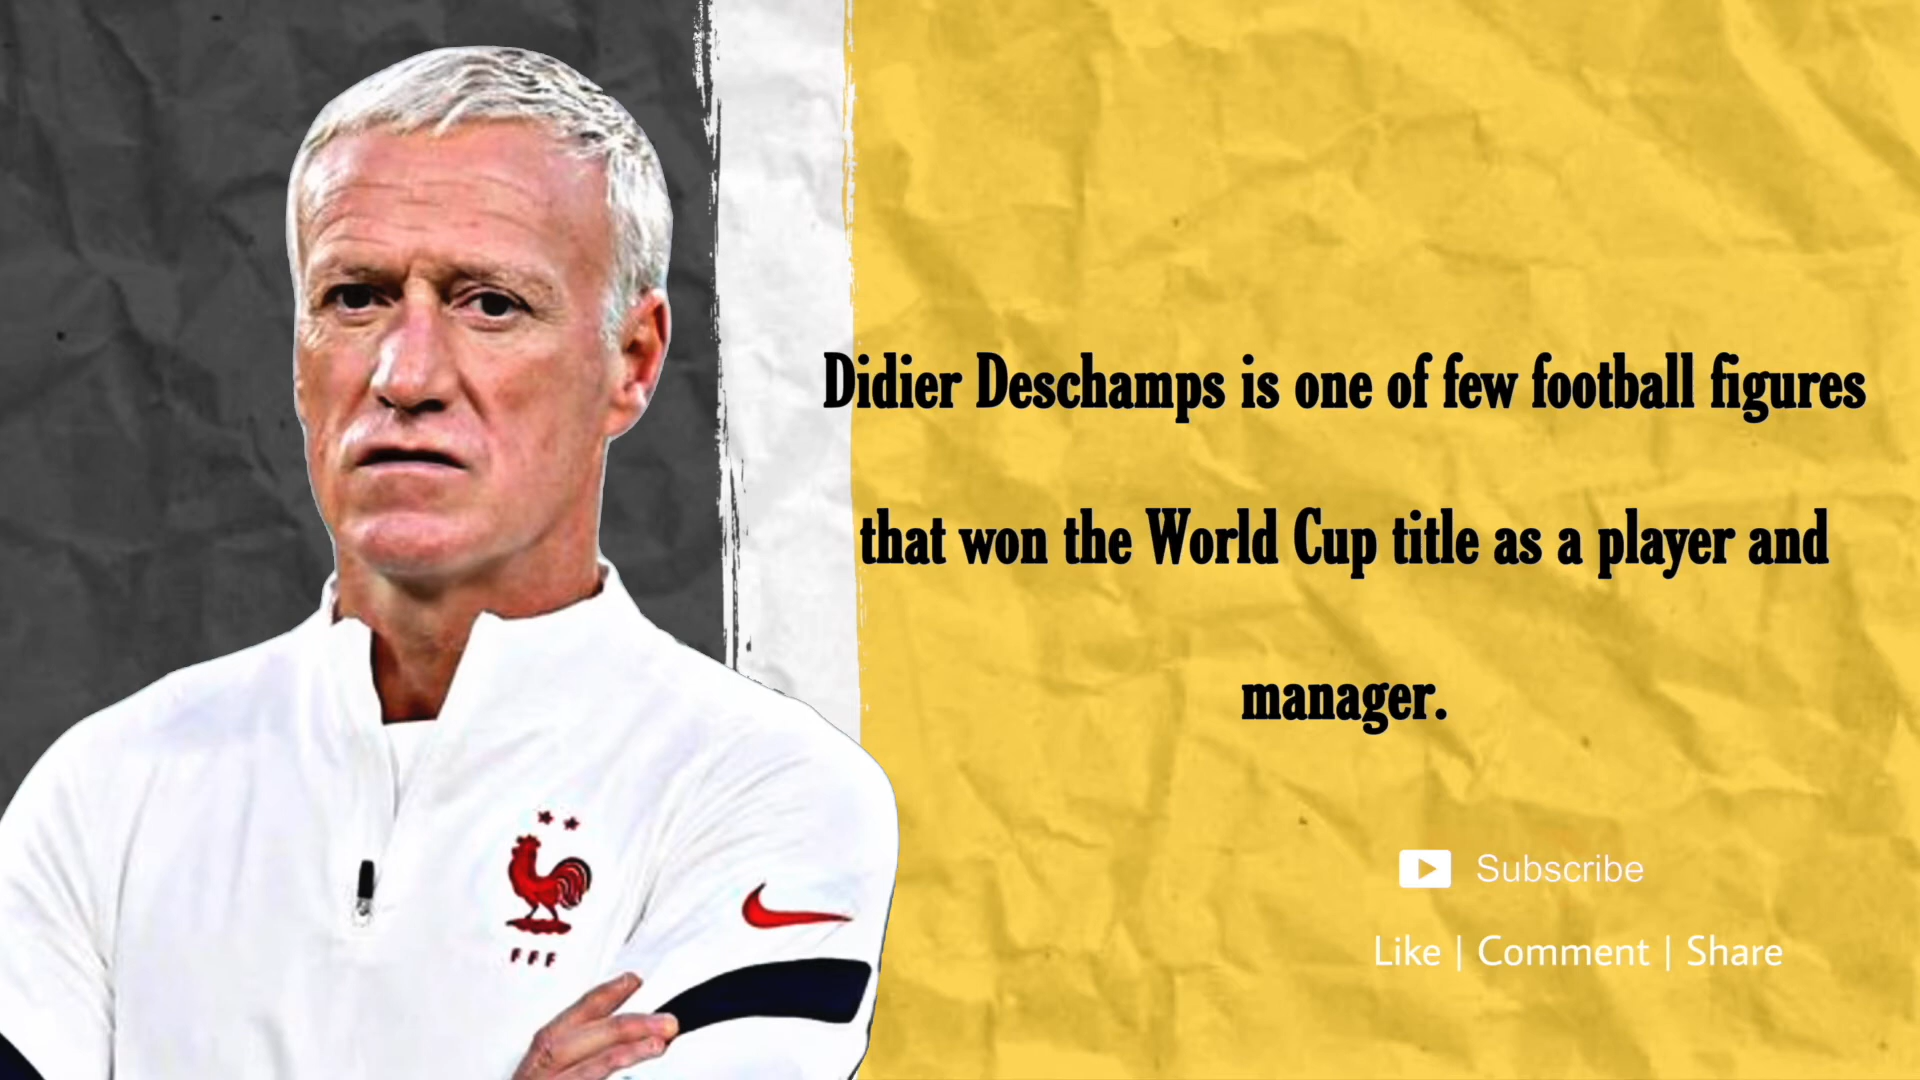 Didier Deschamps is one of few football figures
that won the World Cup title as a player and
manager.
FFF
Subscribe
Like | Comment | Share